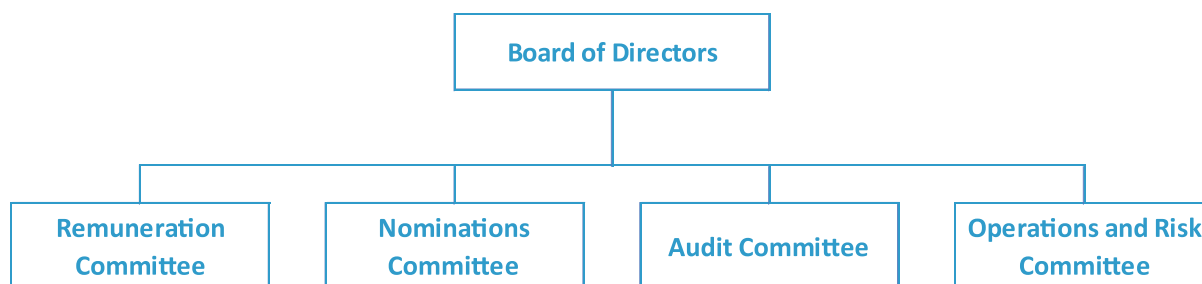 Board of Directors
Remuneration
Committee
Nominations
Committee
Audit Committee
Operations and Risk
Committee